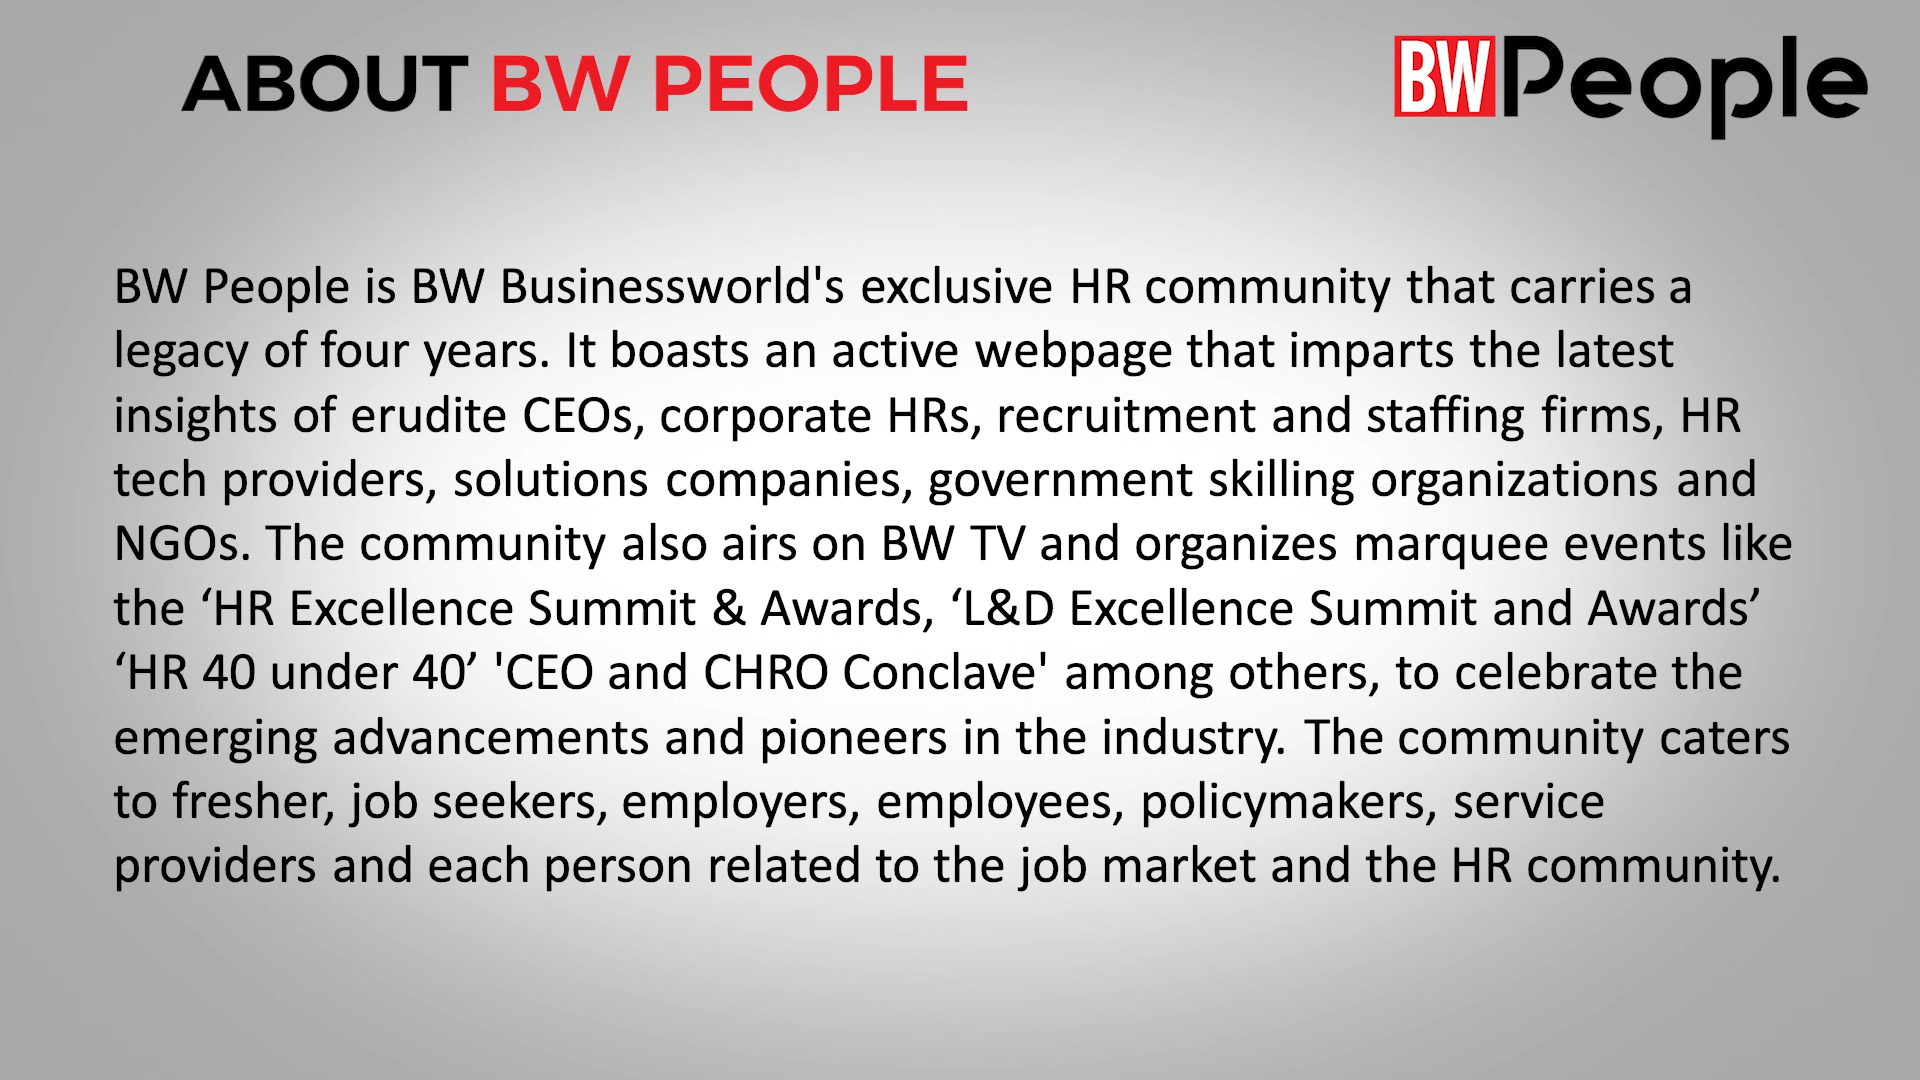 ABOUT BW PEOPLE
BW People
BW People is BW Businessworld's exclusive HR community that carries a
legacy of four years. It boasts an active webpage that imparts the latest
insights of erudite CEOs, corporate HRs, recruitment and staffing firms, HR
tech providers, solutions companies, government skilling organizations and
NGOs. The community also airs on BW TV and organizes marquee events like
the ‘HR Excellence Summit & Awards, ‘L&D Excellence Summit and Awards’
‘HR 40 under 40’ 'CEO and CHRO Conclave' among others, to celebrate the
emerging advancements and pioneers in the industry. The community caters
to fresher, job seekers, employers, employees, policymakers, service
providers and each person related to the job market and the HR community.